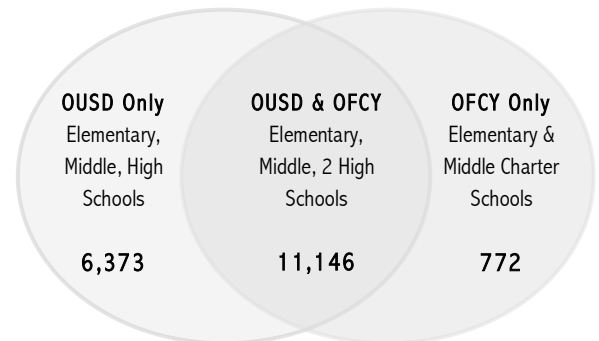 OUSD Only
Elementary,
Middle, High
Schools
6,373
OUSD & OFCY
Elementary,
Middle, 2 High
Schools
11,146
OFCY Only
Elementary &
Middle Charter
Schools
772